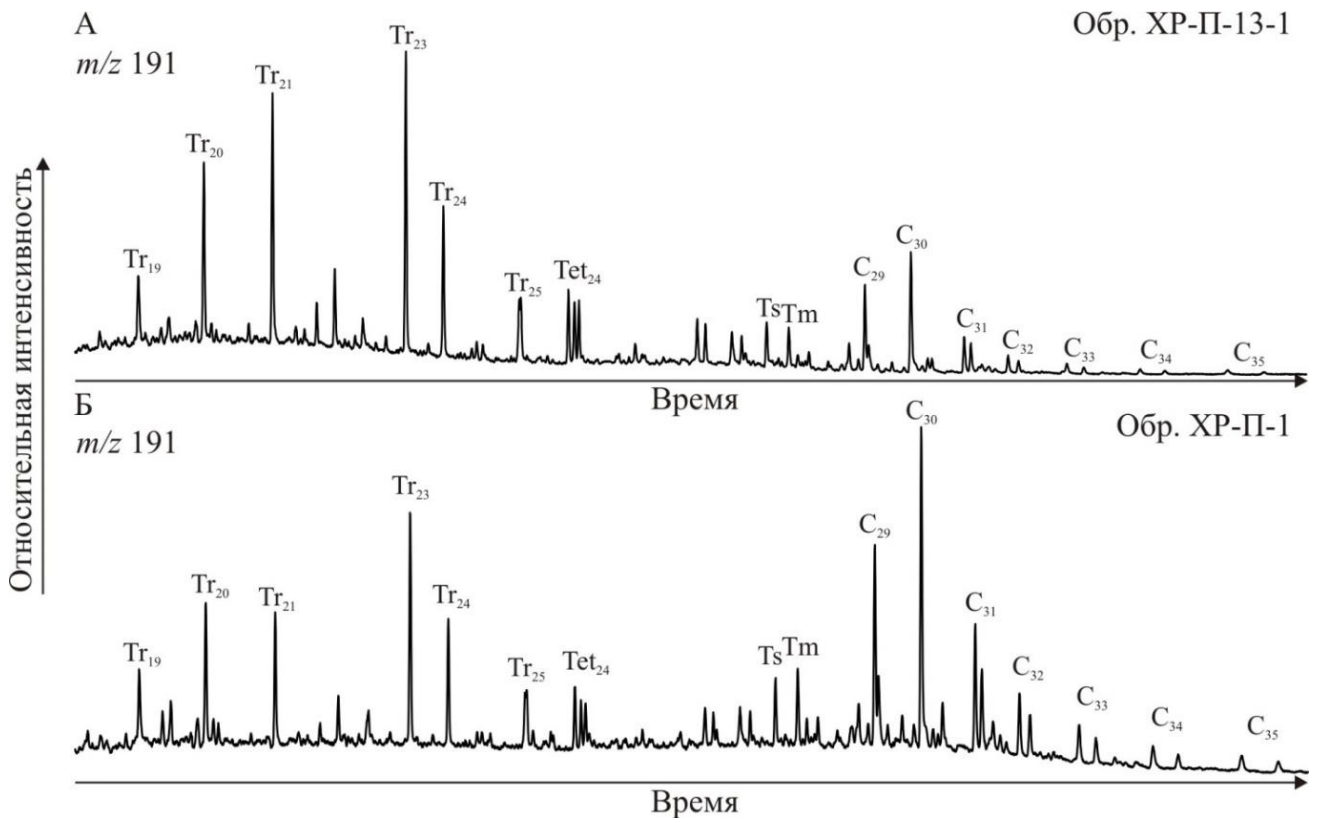 А
Обр. ХР-П-13-1
m/z 191
Tr₁₉
Tr₂₀
Tr₂₁
Tr₂₃
Tr₂₄
Tr₂₅
Tet₂₄
Ts
Tm
C₂₉
C₃₀
C₃₁
C₃₂
C₃₃
C₃₄
C₃₅
Время
Относительная интенсивность
Б
Обр. ХР-П-1
m/z 191
Tr₁₉
Tr₂₀
Tr₂₁
Tr₂₃
Tr₂₄
Tr₂₅
Tet₂₄
Ts
Tm
C₂₉
C₃₀
C₃₁
C₃₂
C₃₃
C₃₄
C₃₅
Время